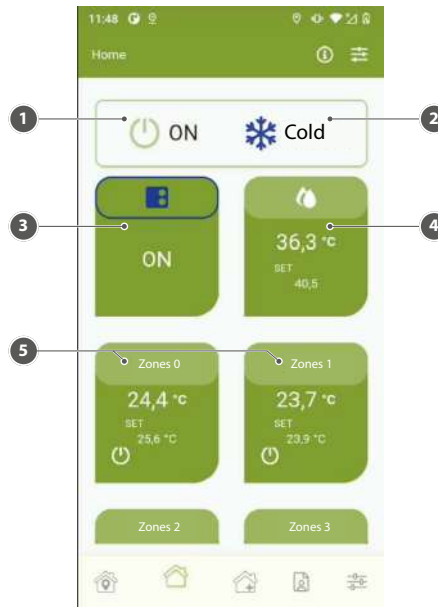 11:48
Home
1
ON
Cold
2
3
ON
36,3 °C
SET
40,5
4
5
Zones 0
24,4 °C
SET
25,6 °C
Zones 1
23,7 °C
SET
23,9 °C
Zones 2
Zones 3